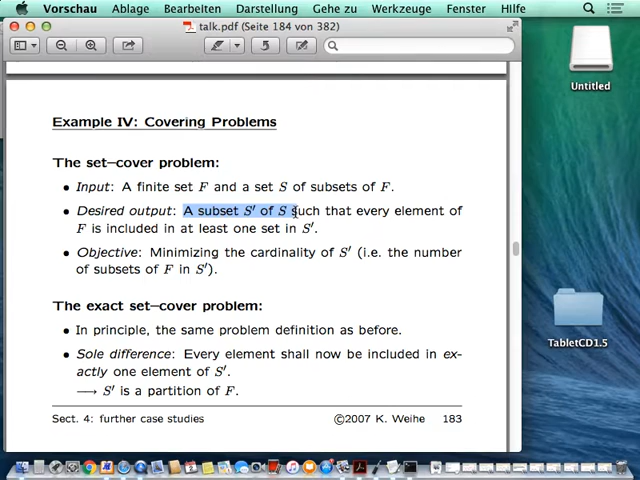 Vorschau Ablage Bearbeiten Darstellung Gehe zu Werkzeuge Fenster Hilfe
talk.pdf (Seite 184 von 382)
Untitled
Example IV: Covering Problems
The set–cover problem:
• Input: A finite set F and a set S of subsets of F.
• Desired output: A subset S′ of S such that every element of
F is included in at least one set in S′.
• Objective: Minimizing the cardinality of S′ (i.e. the number
of subsets of F in S′).
The exact set–cover problem:
• In principle, the same problem definition as before.
• Sole difference: Every element shall now be included in ex-
actly one element of S′.
⟶ S′ is a partition of F.
TabletCD1.5
Sect. 4: further case studies ©2007 K. Weihe 183